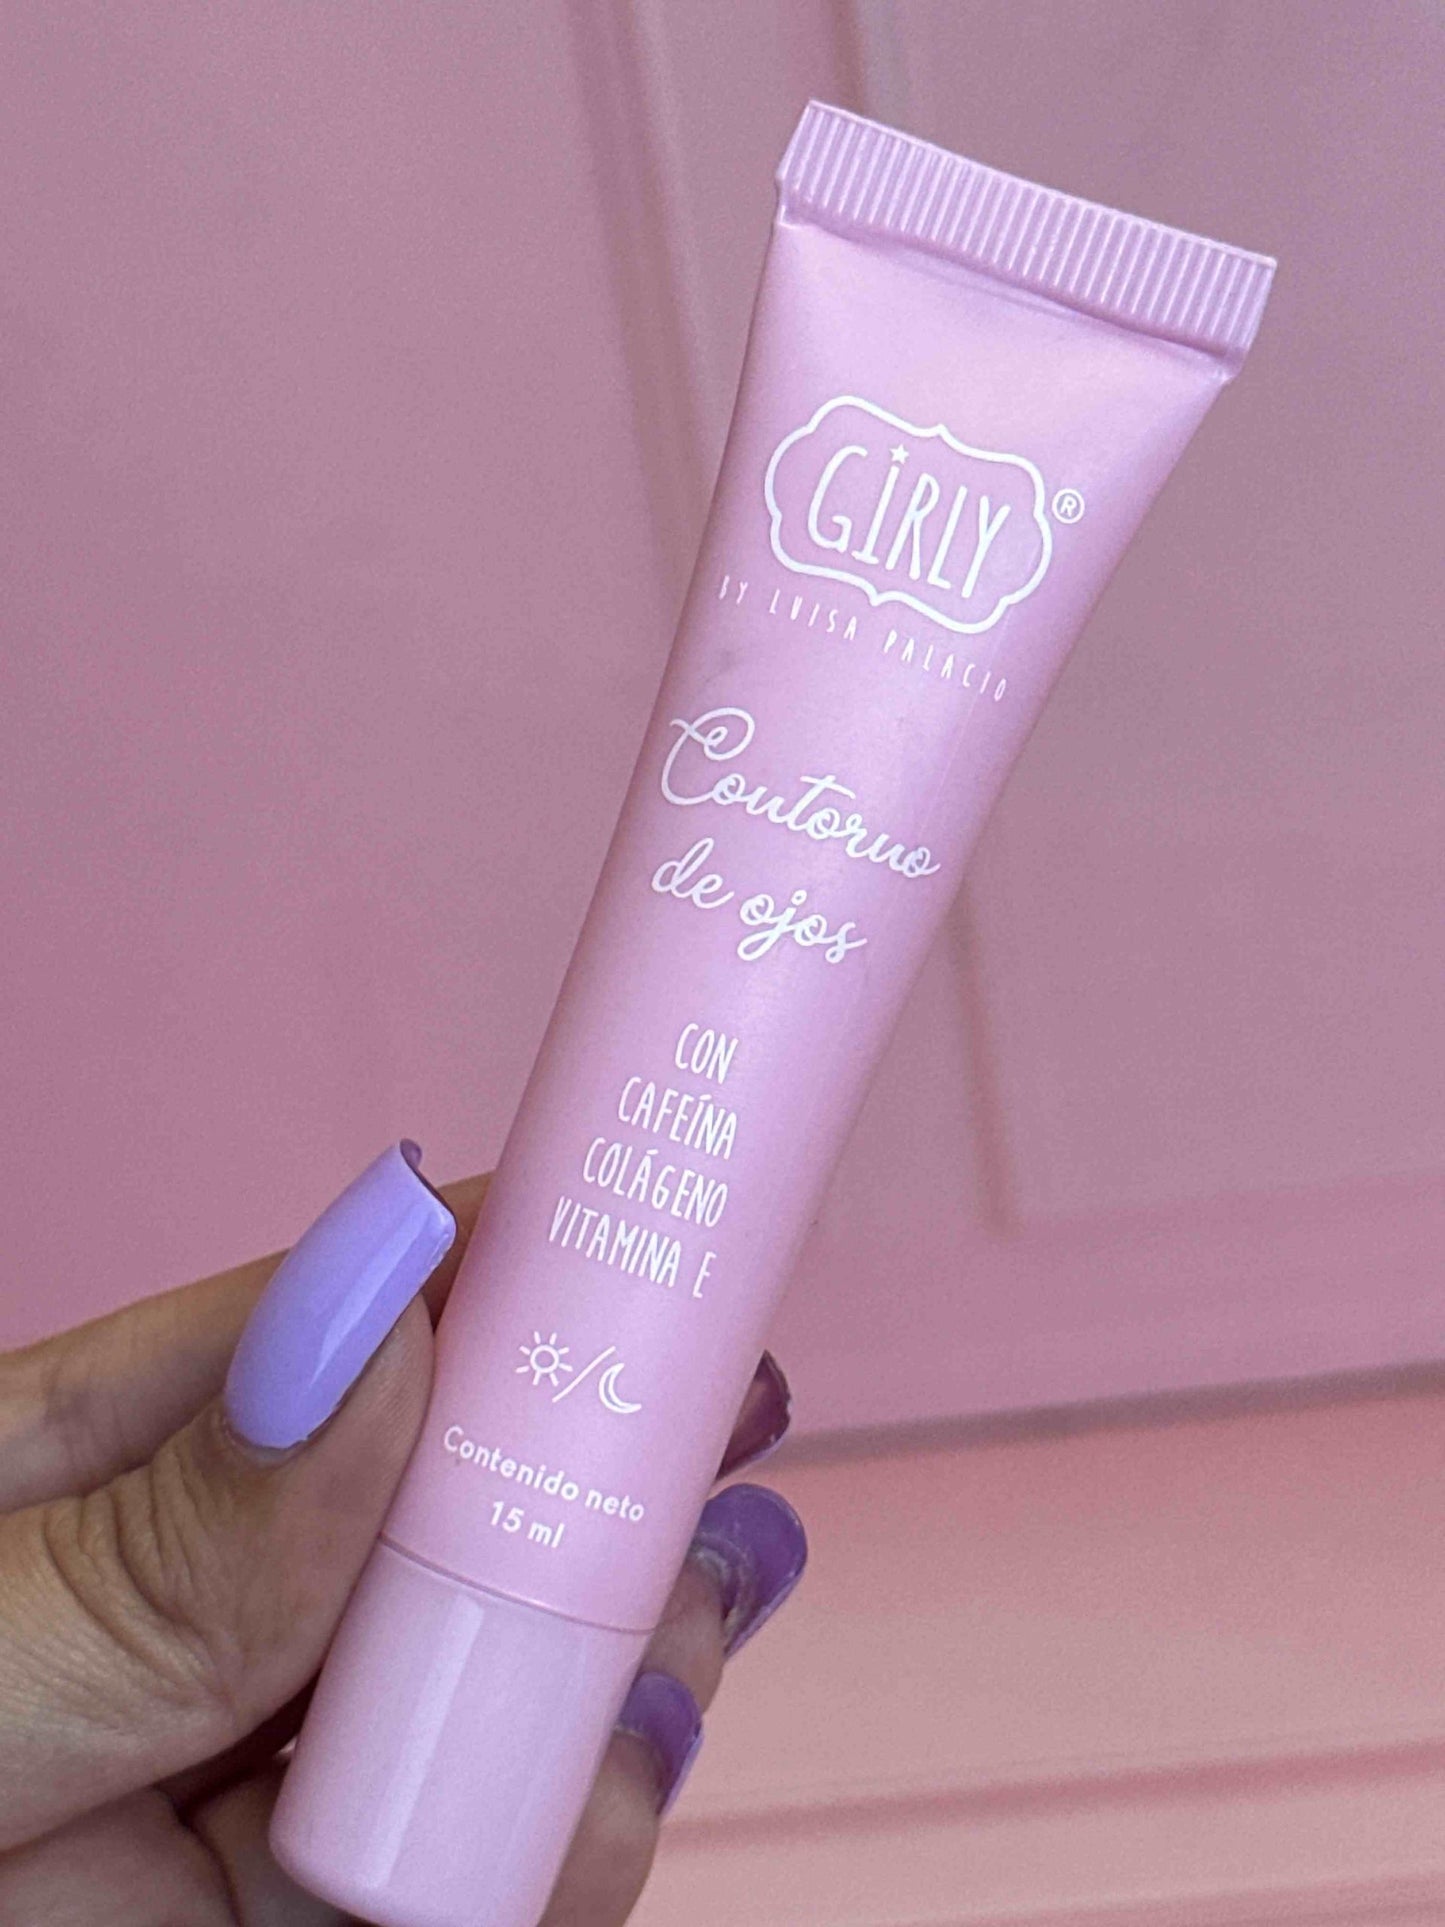 GIRLY®
BY LUISA PALACIO
Contorno
de ojos
CON
CAFEÍNA
COLÁGENO
VITAMINA E
Contenido neto
15 ml